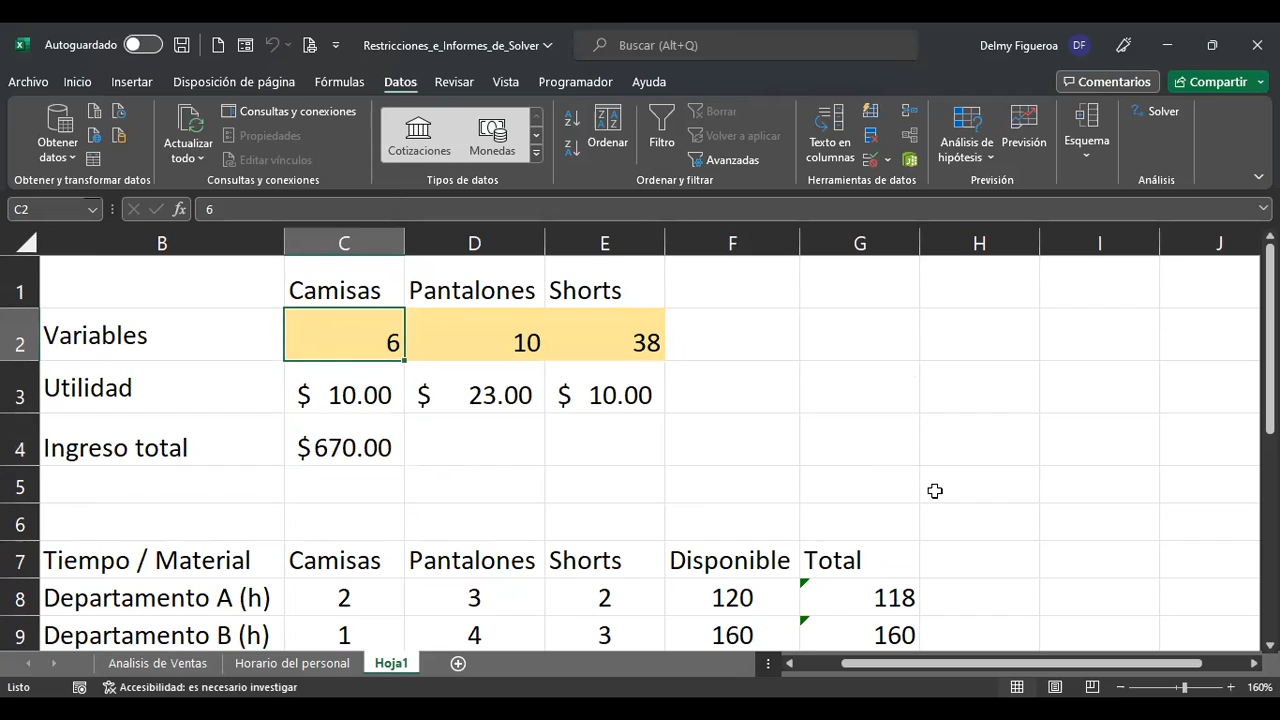 Autoguardado
Restricciones_e_Informes_de_Solver
Buscar (Alt+Q)
Delmy Figueroa DF
Archivo Inicio Insertar Disposición de página Fórmulas Datos Revisar Vista Programador Ayuda
Comentarios Compartir
Obtener datos
Obtener y transformar datos
Actualizar todo
Consultas y conexiones
Propiedades
Editar vínculos
Consultas y conexiones
Cotizaciones Monedas
Tipos de datos
Ordenar
Filtro
Borrar
Volver a aplicar
Avanzadas
Ordenar y filtrar
Texto en columnas
Herramientas de datos
Análisis de hipótesis
Previsión
Previsión
Esquema
Solver
Análisis
C2 fx 6
B C D E F G H I J
1 Camisas Pantalones Shorts
2 Variables 6 10 38
3 Utilidad $ 10.00 $ 23.00 $ 10.00
4 Ingreso total $670.00
5
6
7 Tiempo / Material Camisas Pantalones Shorts Disponible Total
8 Departamento A (h) 2 3 2 120 118
9 Departamento B (h) 1 4 3 160 160
Analisis de Ventas Horario del personal Hoja1
Listo Accesibilidad: es necesario investigar 160%